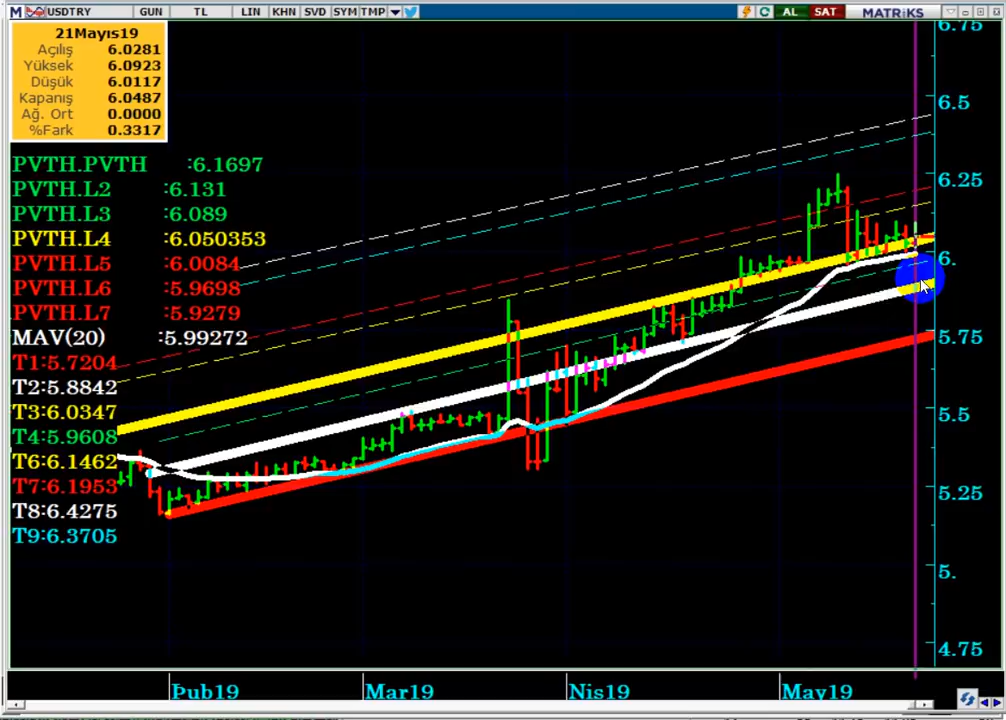 M USDTRY GUN TL LIN KHN SVD SYM TMP AL SAT MATRiKS
21Mayıs19
Açılış 6.0281
Yüksek 6.0923
Düşük 6.0117
Kapanış 6.0487
Ağ. Ort 0.0000
%Fark 0.3317
PVTH.PVTH :6.1697
PVTH.L2 :6.131
PVTH.L3 :6.089
PVTH.L4 :6.050353
PVTH.L5 :6.0084
PVTH.L6 :5.9698
PVTH.L7 :5.9279
MAV(20) :5.99272
T1:5.7204
T2:5.8842
T3:6.0347
T4:5.9608
T6:6.1462
T7:6.1953
T8:6.4275
T9:6.3705
6.75
6.5
6.25
6.
5.75
5.5
5.25
5.
4.75
Þub19 Mar19 Nis19 May19